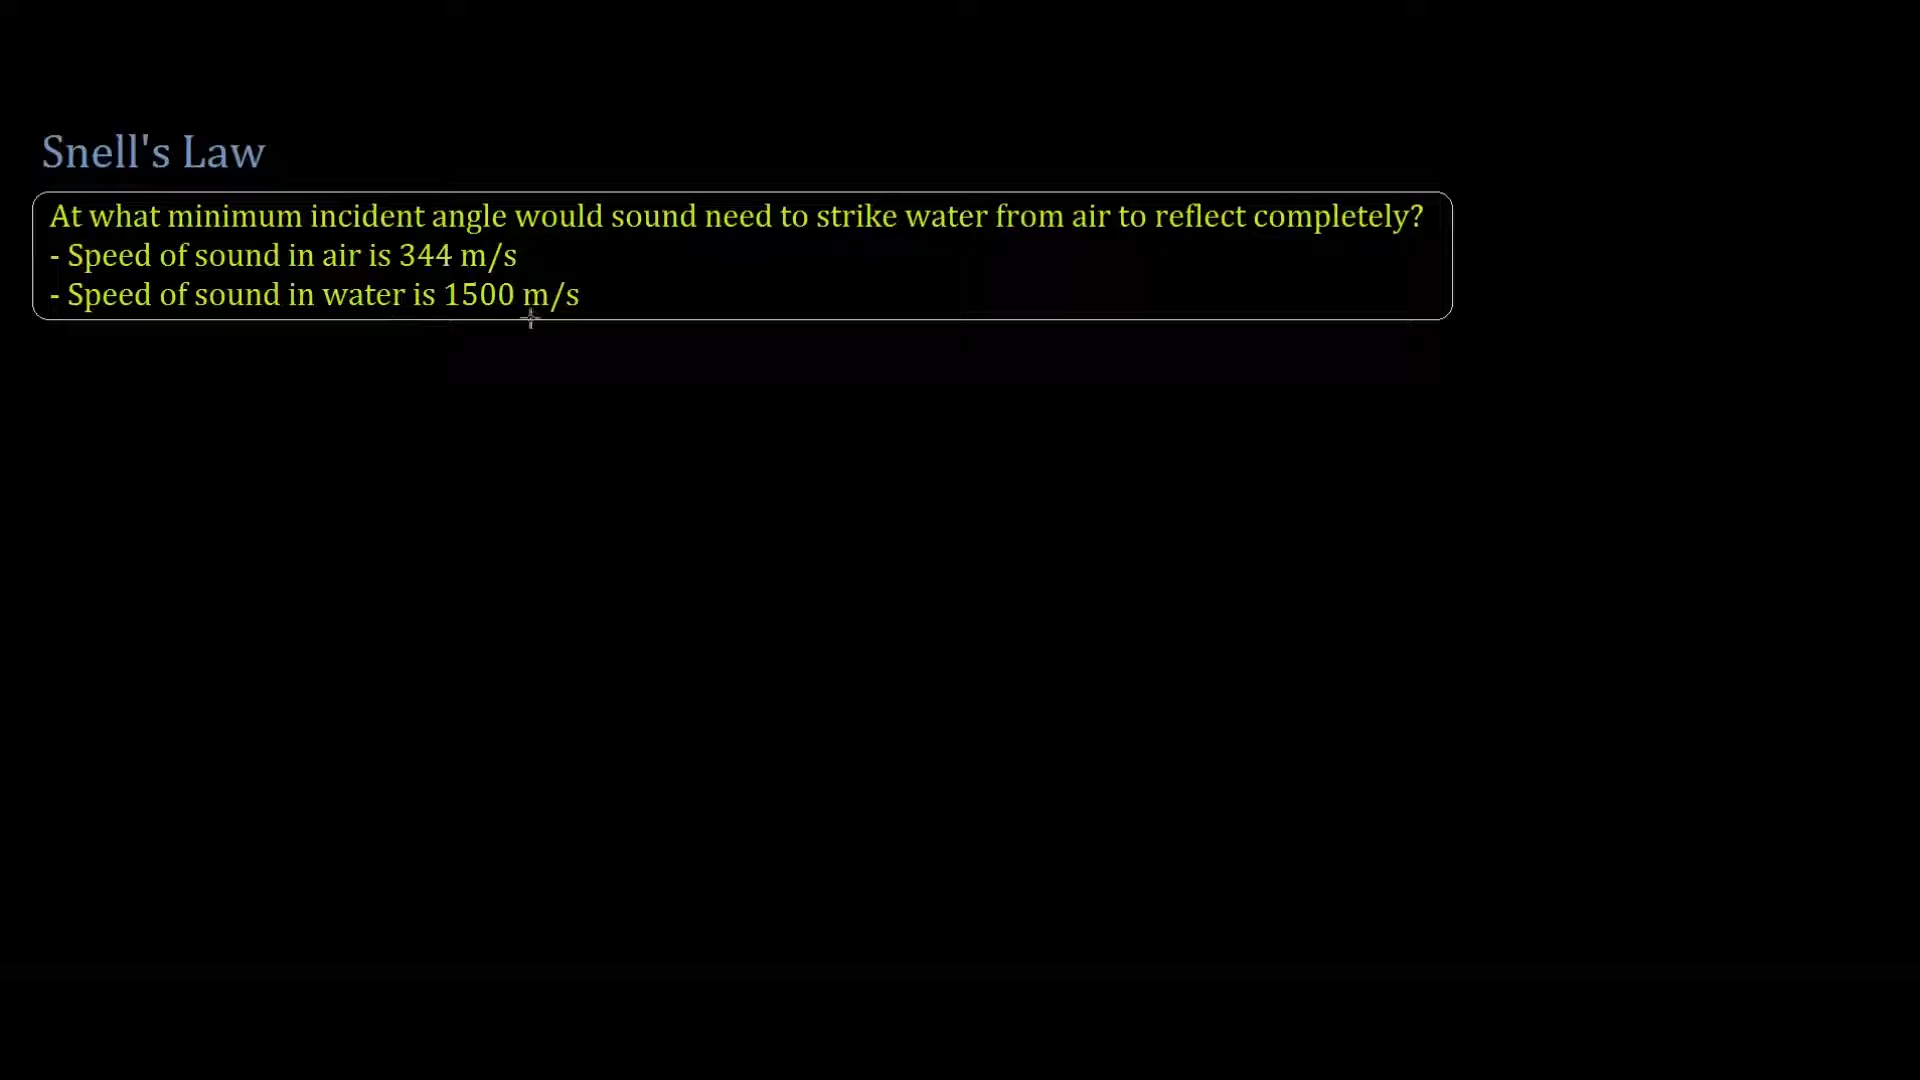 Snell's Law
At what minimum incident angle would sound need to strike water from air to reflect completely?
- Speed of sound in air is 344 m/s
- Speed of sound in water is 1500 m/s